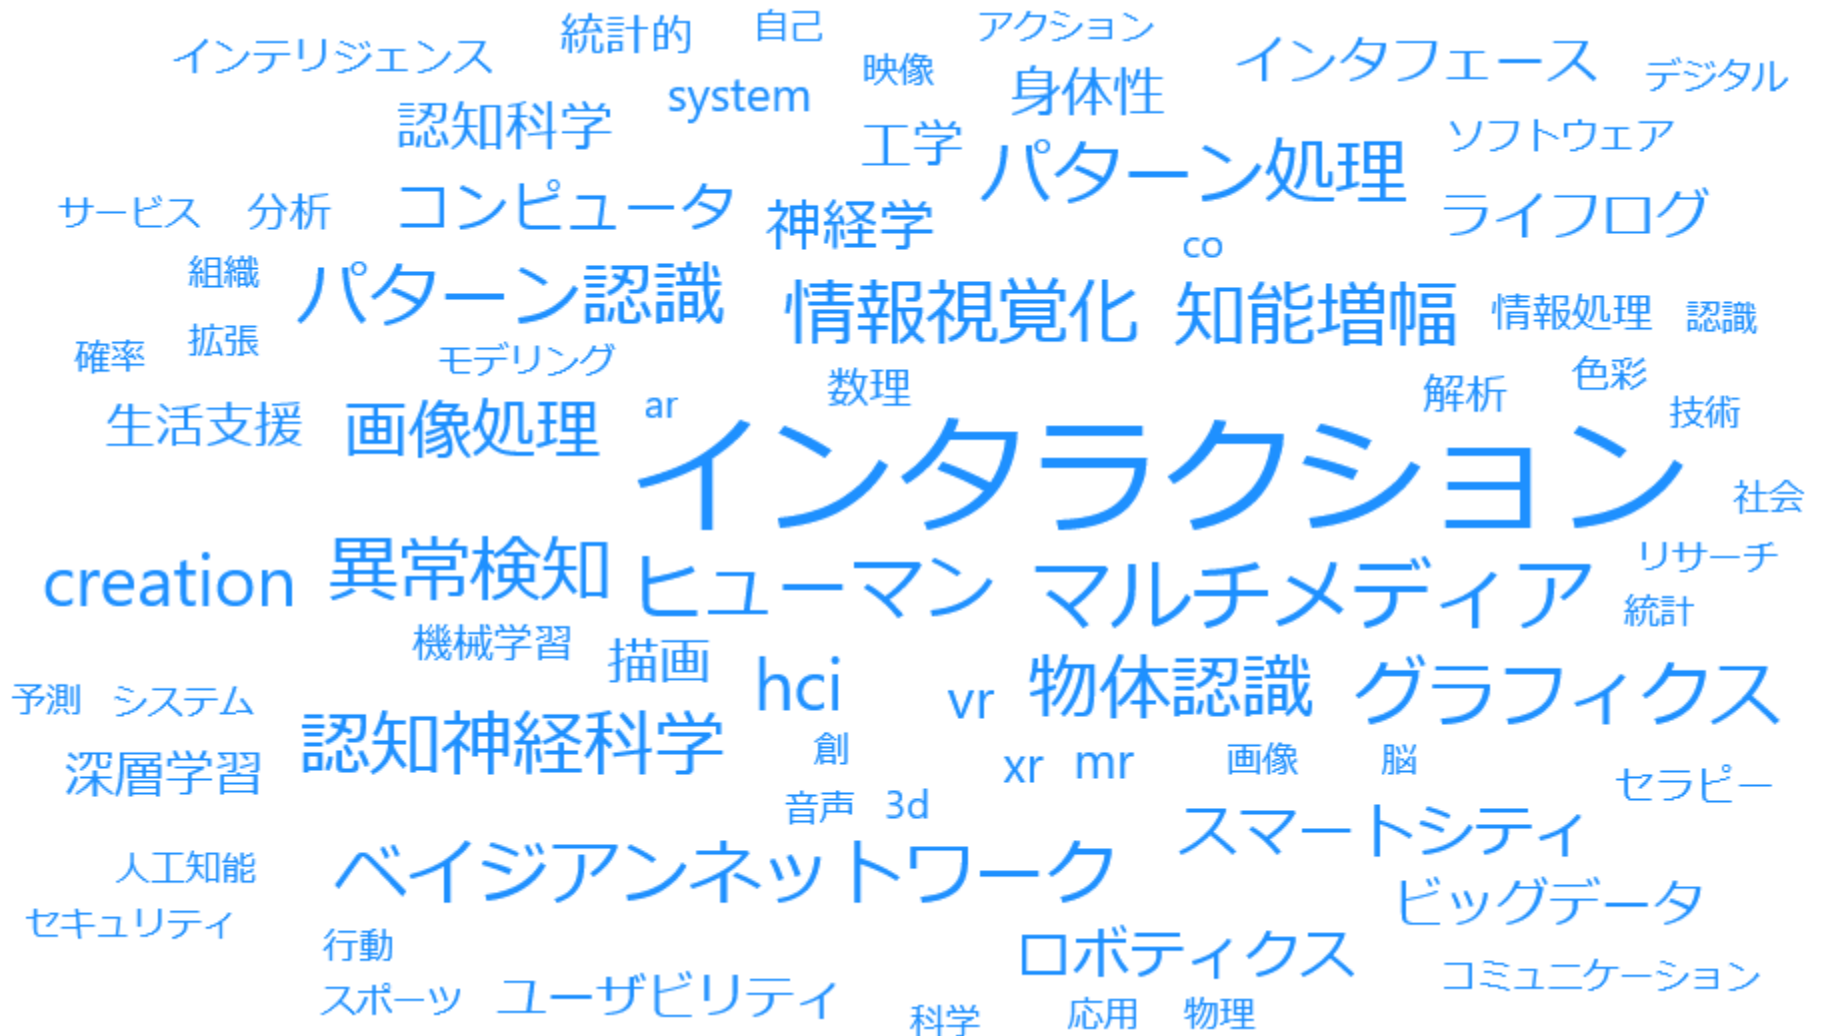 インテリジェンス
統計的
自己
アクション
インタフェース
デジタル
映像
身体性
system
認知科学
工学
ソフトウェア
パターン処理
サービス
分析
コンピュータ
神経学
ライフログ
co
組織
パターン認識
情報視覚化
知能増幅
情報処理
認識
確率
拡張
モデリング
数理
解析
色彩
技術
生活支援
画像処理
ar
インタラクション
社会
creation
異常検知
ヒューマン
マルチメディア
リサーチ
統計
機械学習
描画
hci
vr
物体認識
グラフィクス
予測
システム
認知神経科学
創
深層学習
xr
mr
画像
脳
セラピー
音声
3d
スマートシティ
人工知能
ベイジアンネットワーク
ビッグデータ
セキュリティ
行動
ロボティクス
コミュニケーション
スポーツ
ユーザビリティ
科学
応用
物理